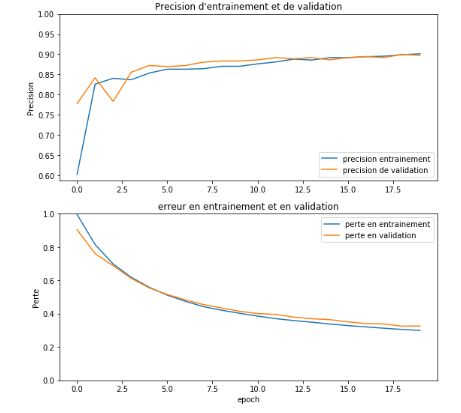 Precision d'entrainement et de validation
1.00
0.95
0.90
0.85
0.80
0.75
0.70
0.65
0.60
Precision
precision entrainement
precision de validation
0.0 2.5 5.0 7.5 10.0 12.5 15.0 17.5
erreur en entrainement et en validation
1.0
0.8
0.6
0.4
0.2
0.0
Perte
perte en entrainement
perte en validation
0.0 2.5 5.0 7.5 10.0 12.5 15.0 17.5
epoch